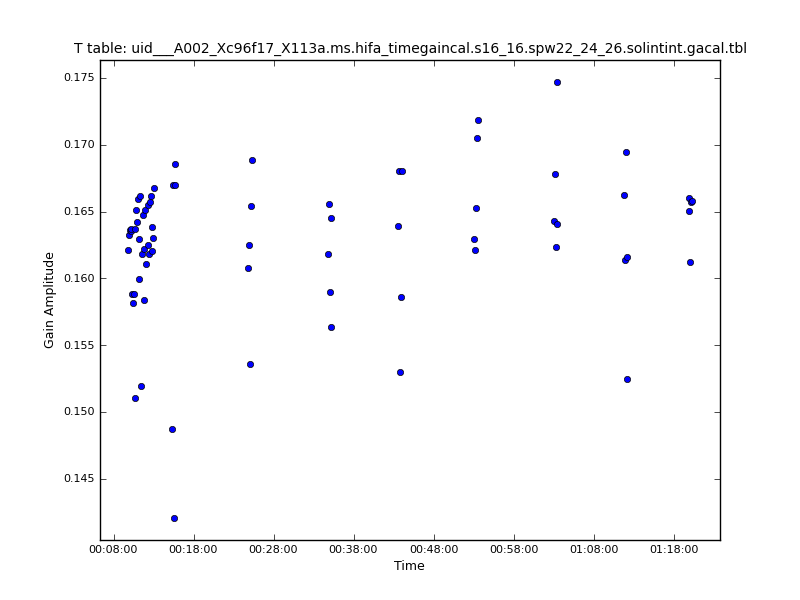 T table: uid___A002_Xc96f17_X113a.ms.hifa_timegaincal.s16_16.spw22_24_26.solintint.gacal.tbl
0.175
0.170
0.165
0.160
0.155
0.150
0.145
Gain Amplitude
00:08:00 00:18:00 00:28:00 00:38:00 00:48:00 00:58:00 01:08:00 01:18:00
Time